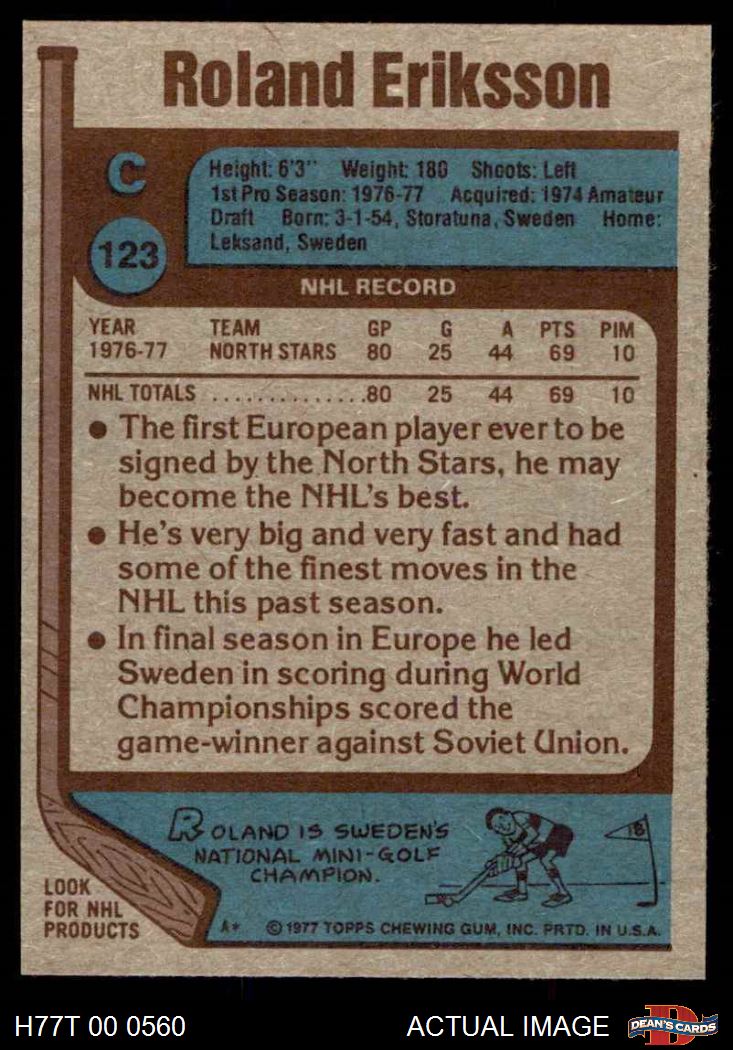 Roland Eriksson
C
123
Height: 6'3" Weight: 180 Shoots: Left
1st Pro Season: 1976-77 Acquired: 1974 Amateur
Draft Born: 3-1-54, Storatuna, Sweden Home:
Leksand, Sweden
NHL RECORD
YEAR TEAM GP G A PTS PIM
1976-77 NORTH STARS 80 25 44 69 10
NHL TOTALS ..............80 25 44 69 10
● The first European player ever to be
signed by the North Stars, he may
become the NHL's best.
● He's very big and very fast and had
some of the finest moves in the
NHL this past season.
● In final season in Europe he led
Sweden in scoring during World
Championships scored the
game-winner against Soviet Union.
ROLAND IS SWEDEN'S
NATIONAL MINI-GOLF
CHAMPION.
18
LOOK
FOR NHL
PRODUCTS
A* © 1977 TOPPS CHEWING GUM, INC. PRTD. IN U.S.A.
H77T 00 0560 ACTUAL IMAGE D DEAN'S CARDS